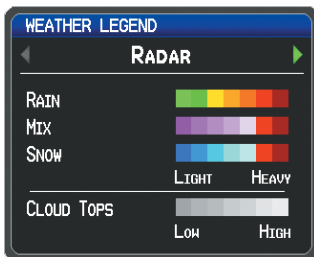 WEATHER LEGEND
RADAR
RAIN
MIX
SNOW
LIGHT HEAVY
CLOUD TOPS
LOW HIGH